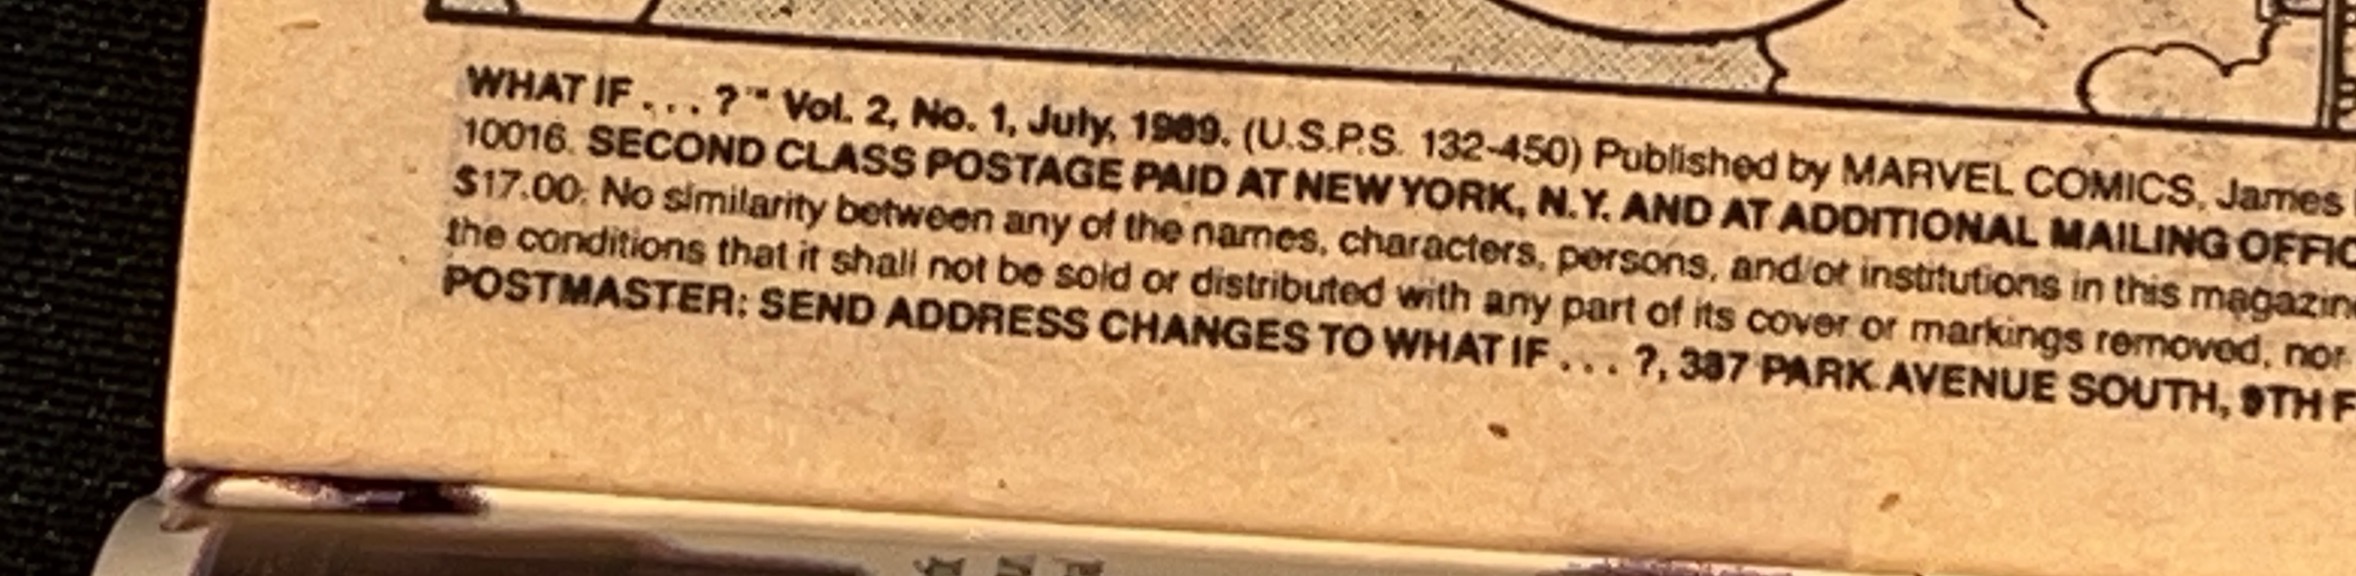 WHAT IF . . . ?™ Vol. 2, No. 1, July, 1989. (U.S.P.S. 132-450) Published by MARVEL COMICS, James
10016. SECOND CLASS POSTAGE PAID AT NEW YORK, N.Y. AND AT ADDITIONAL MAILING OFFIC
$17.00. No similarity between any of the names, characters, persons, and/or institutions in this magazin
the conditions that it shall not be sold or distributed with any part of its cover or markings removed, nor
POSTMASTER: SEND ADDRESS CHANGES TO WHAT IF . . . ?, 387 PARK AVENUE SOUTH, 9TH F